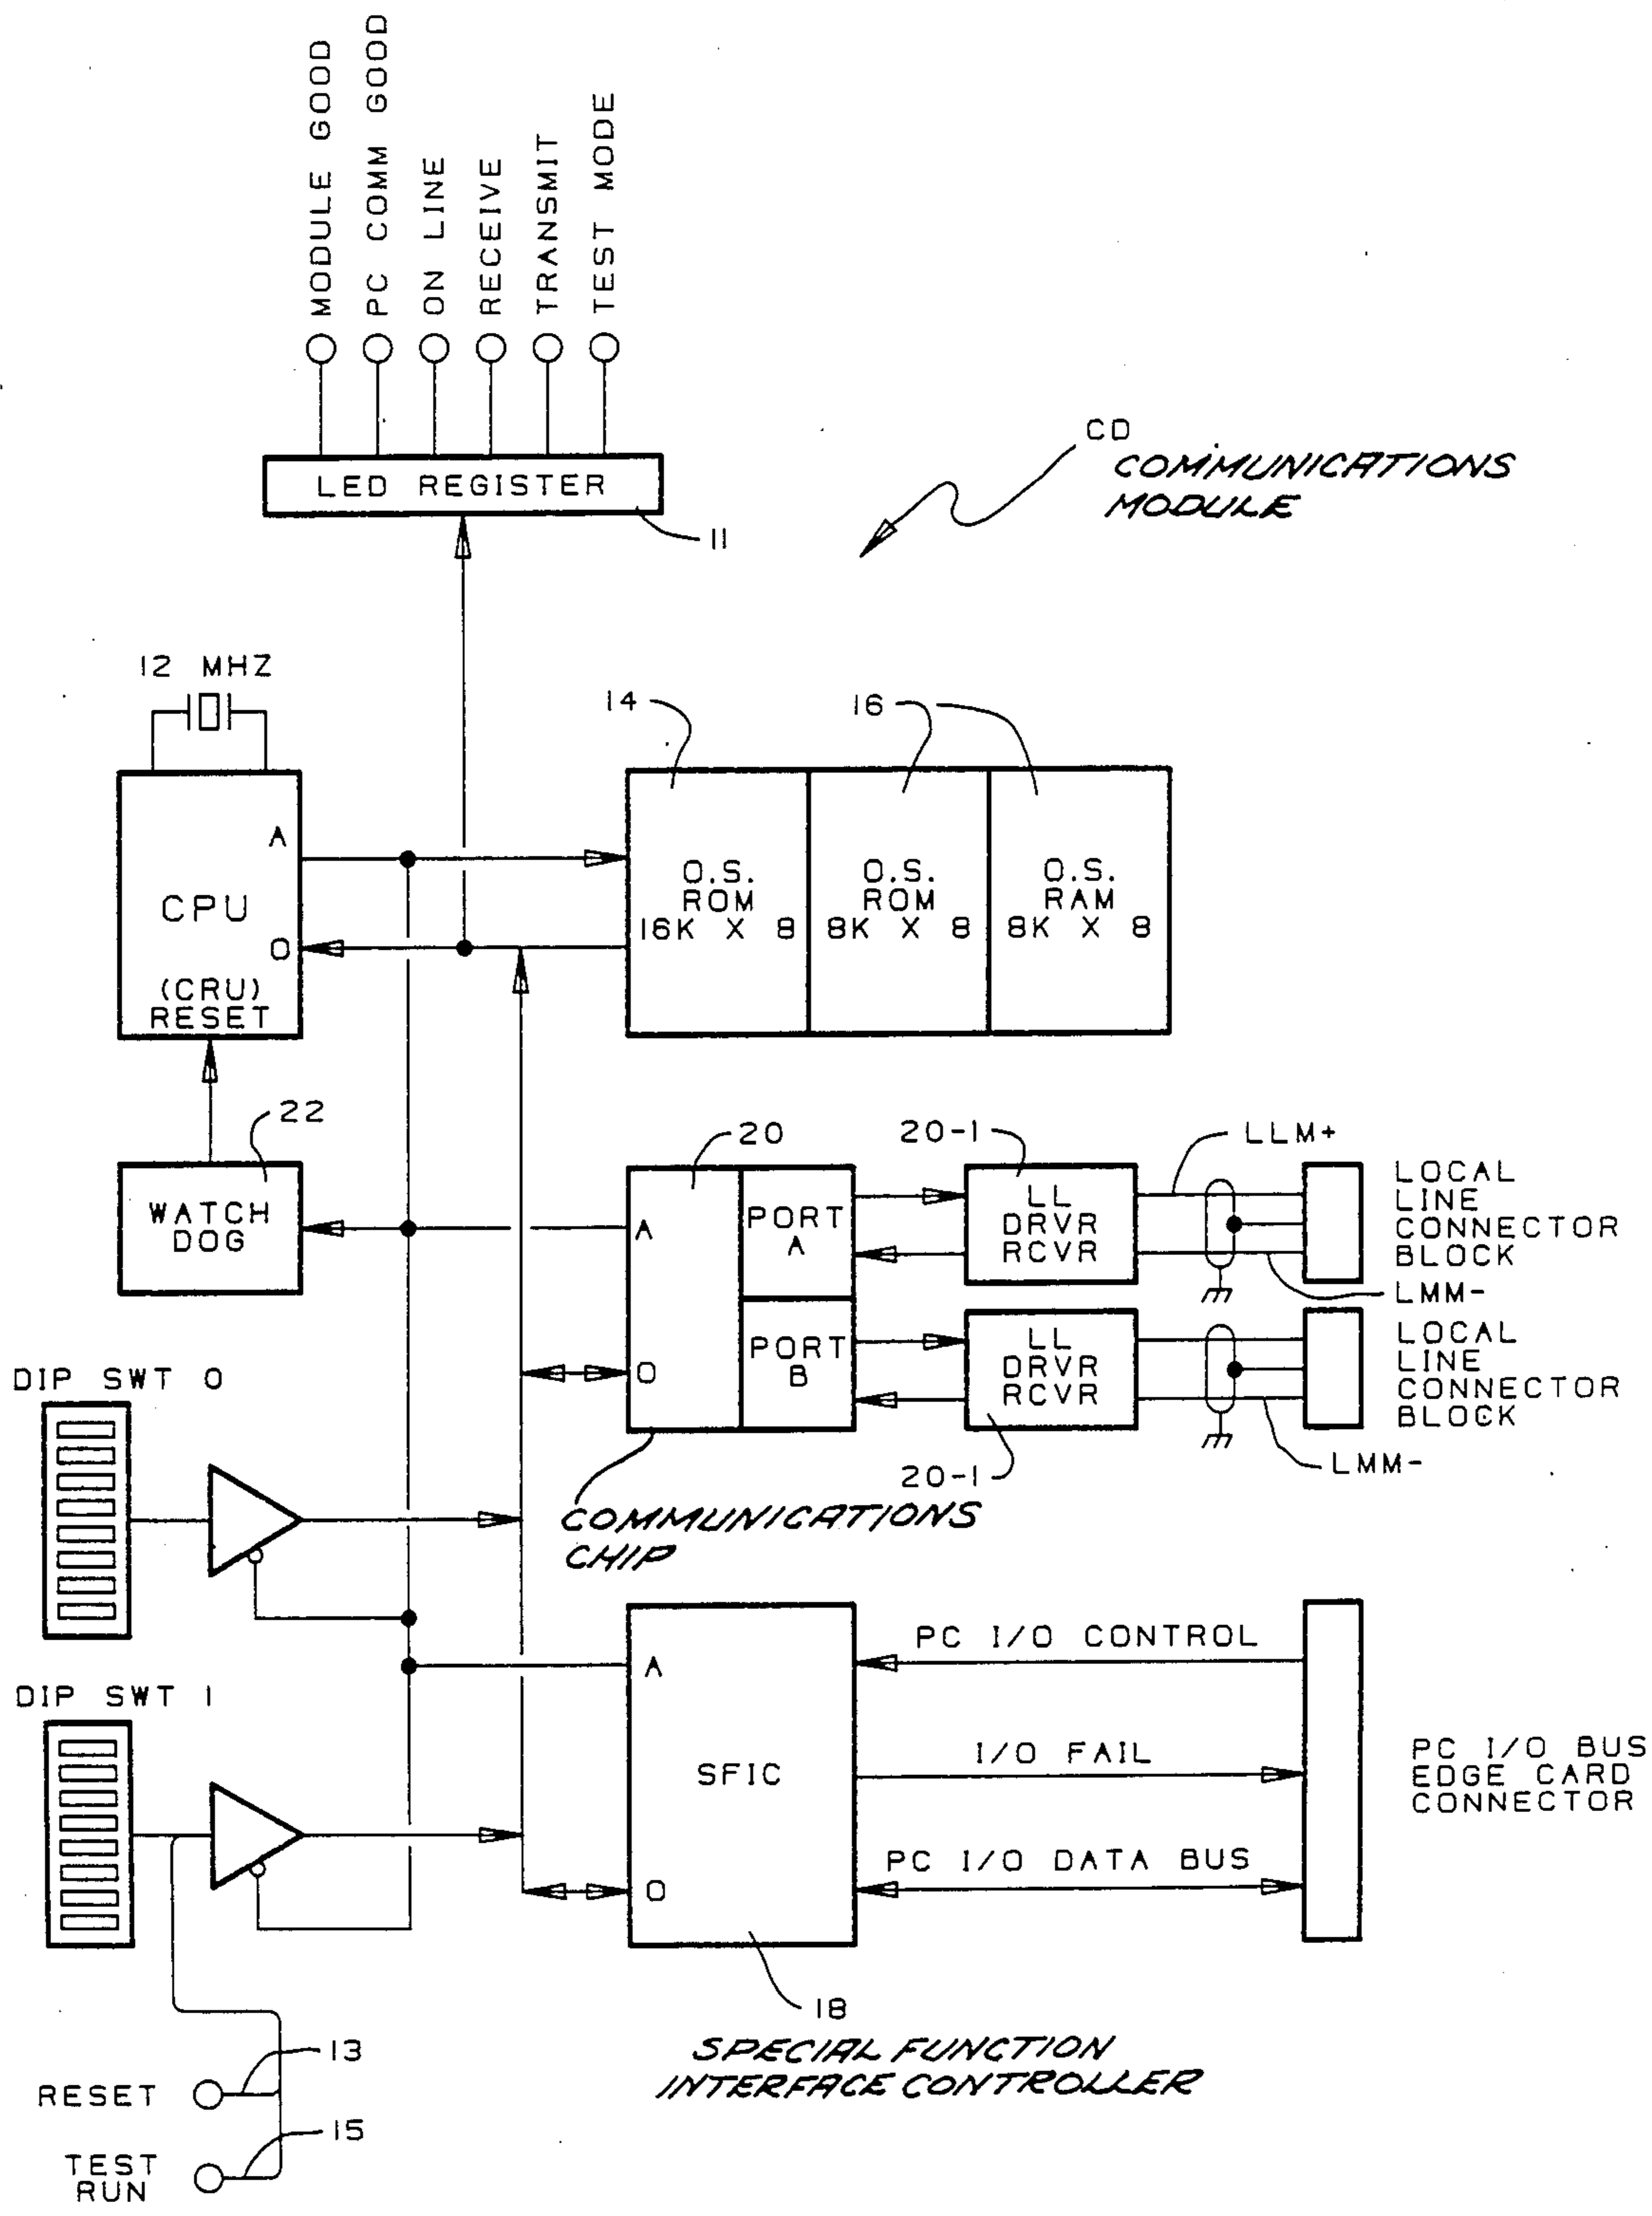 MODULE GOOD
PC COMM GOOD
ON LINE
RECEIVE
TRANSMIT
TEST MODE
LED REGISTER
11
CD
COMMUNICATIONS
MODULE
12 MHZ
14
16
A
CPU
O
(CRU)
RESET
O.S.
ROM
16K X 8
O.S.
ROM
8K X 8
O.S.
RAM
8K X 8
22
WATCH
DOG
20
A
O
PORT
A
PORT
B
20-1
LL
DRVR
RCVR
LL
DRVR
RCVR
20-1
LLM+
LOCAL
LINE
CONNECTOR
BLOCK
LMM-
LOCAL
LINE
CONNECTOR
BLOCK
LMM-
COMMUNICATIONS
CHIP
DIP SWT 0
DIP SWT 1
A
SFIC
O
PC I/O CONTROL
I/O FAIL
PC I/O DATA BUS
PC I/O BUS
EDGE CARD
CONNECTOR
18
SPECIAL FUNCTION
INTERFACE CONTROLLER
13
RESET
15
TEST
RUN